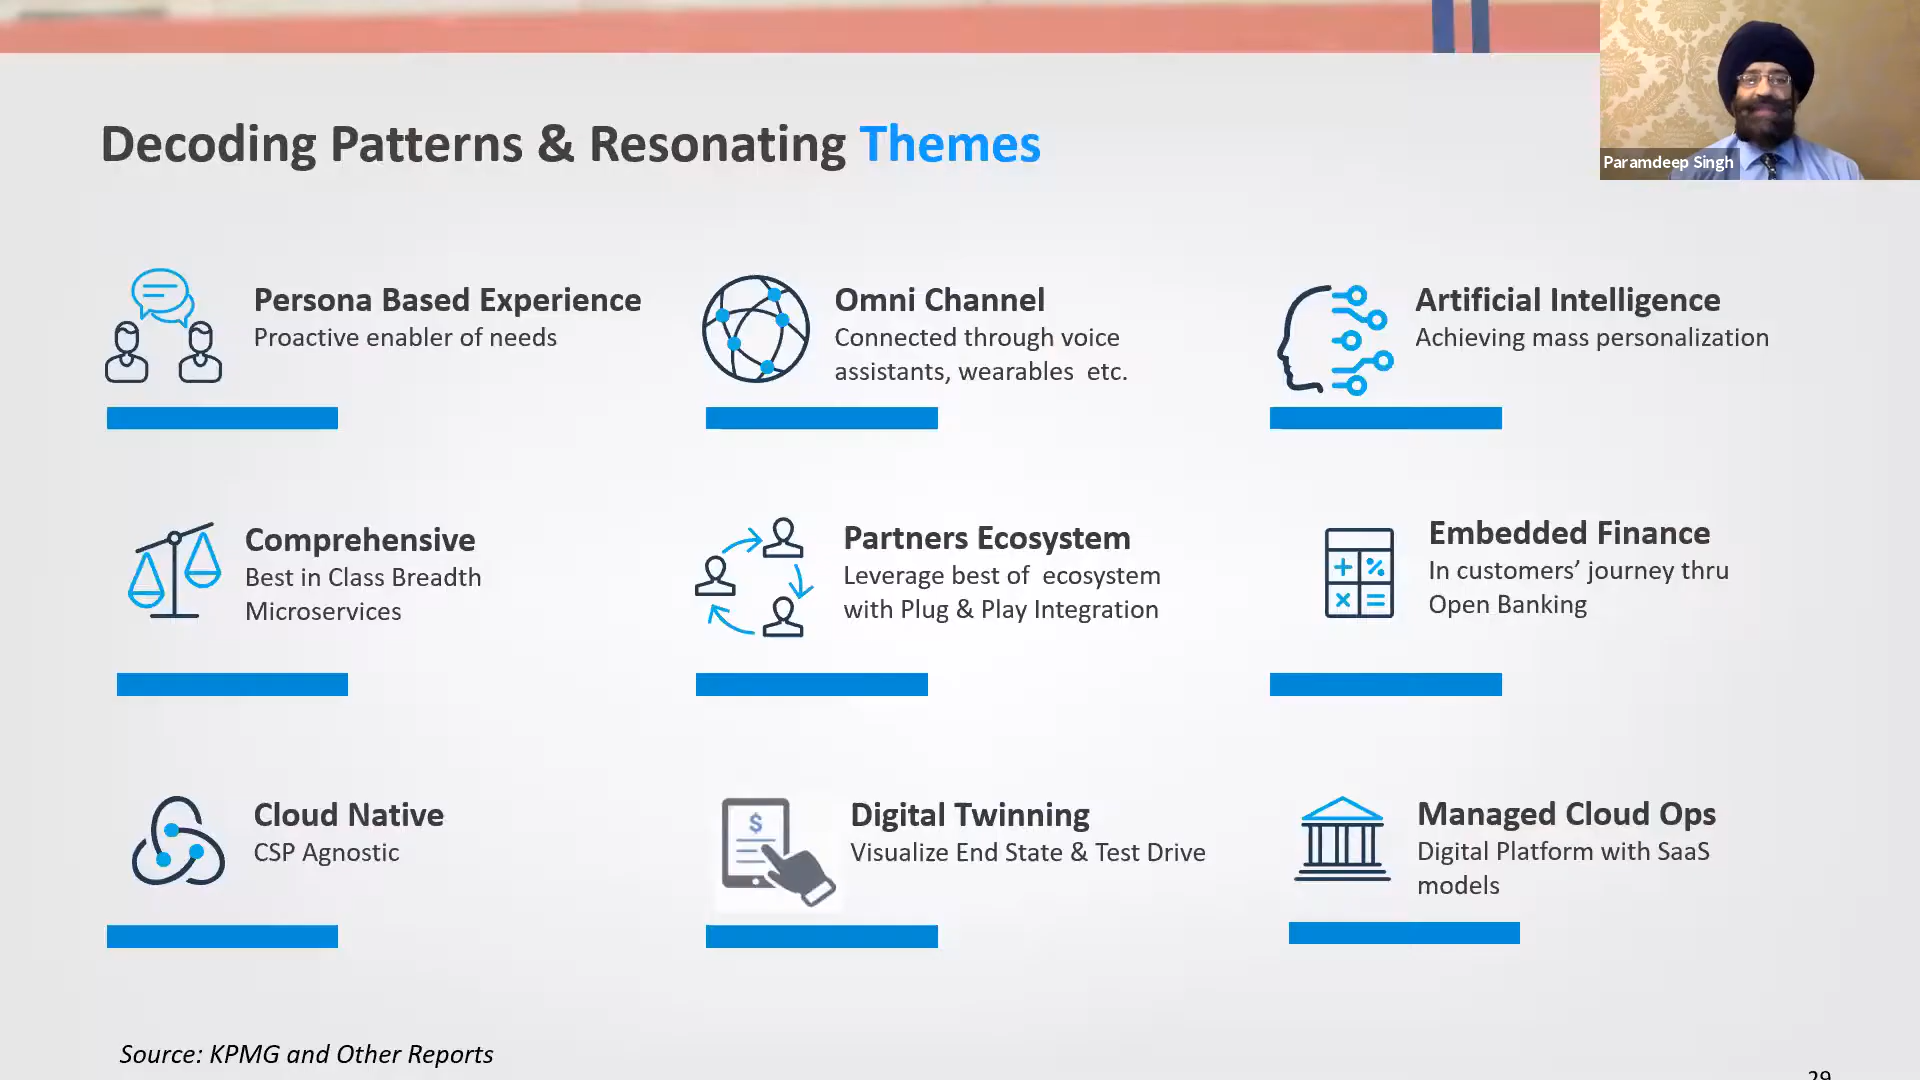 Decoding Patterns & Resonating Themes
Paramdeep Singh
Persona Based Experience
Proactive enabler of needs
Omni Channel
Connected through voice
assistants, wearables etc.
Artificial Intelligence
Achieving mass personalization
Comprehensive
Best in Class Breadth
Microservices
Partners Ecosystem
Leverage best of ecosystem
with Plug & Play Integration
Embedded Finance
In customers’ journey thru
Open Banking
Cloud Native
CSP Agnostic
$
Digital Twinning
Visualize End State & Test Drive
Managed Cloud Ops
Digital Platform with SaaS
models
Source: KPMG and Other Reports
29